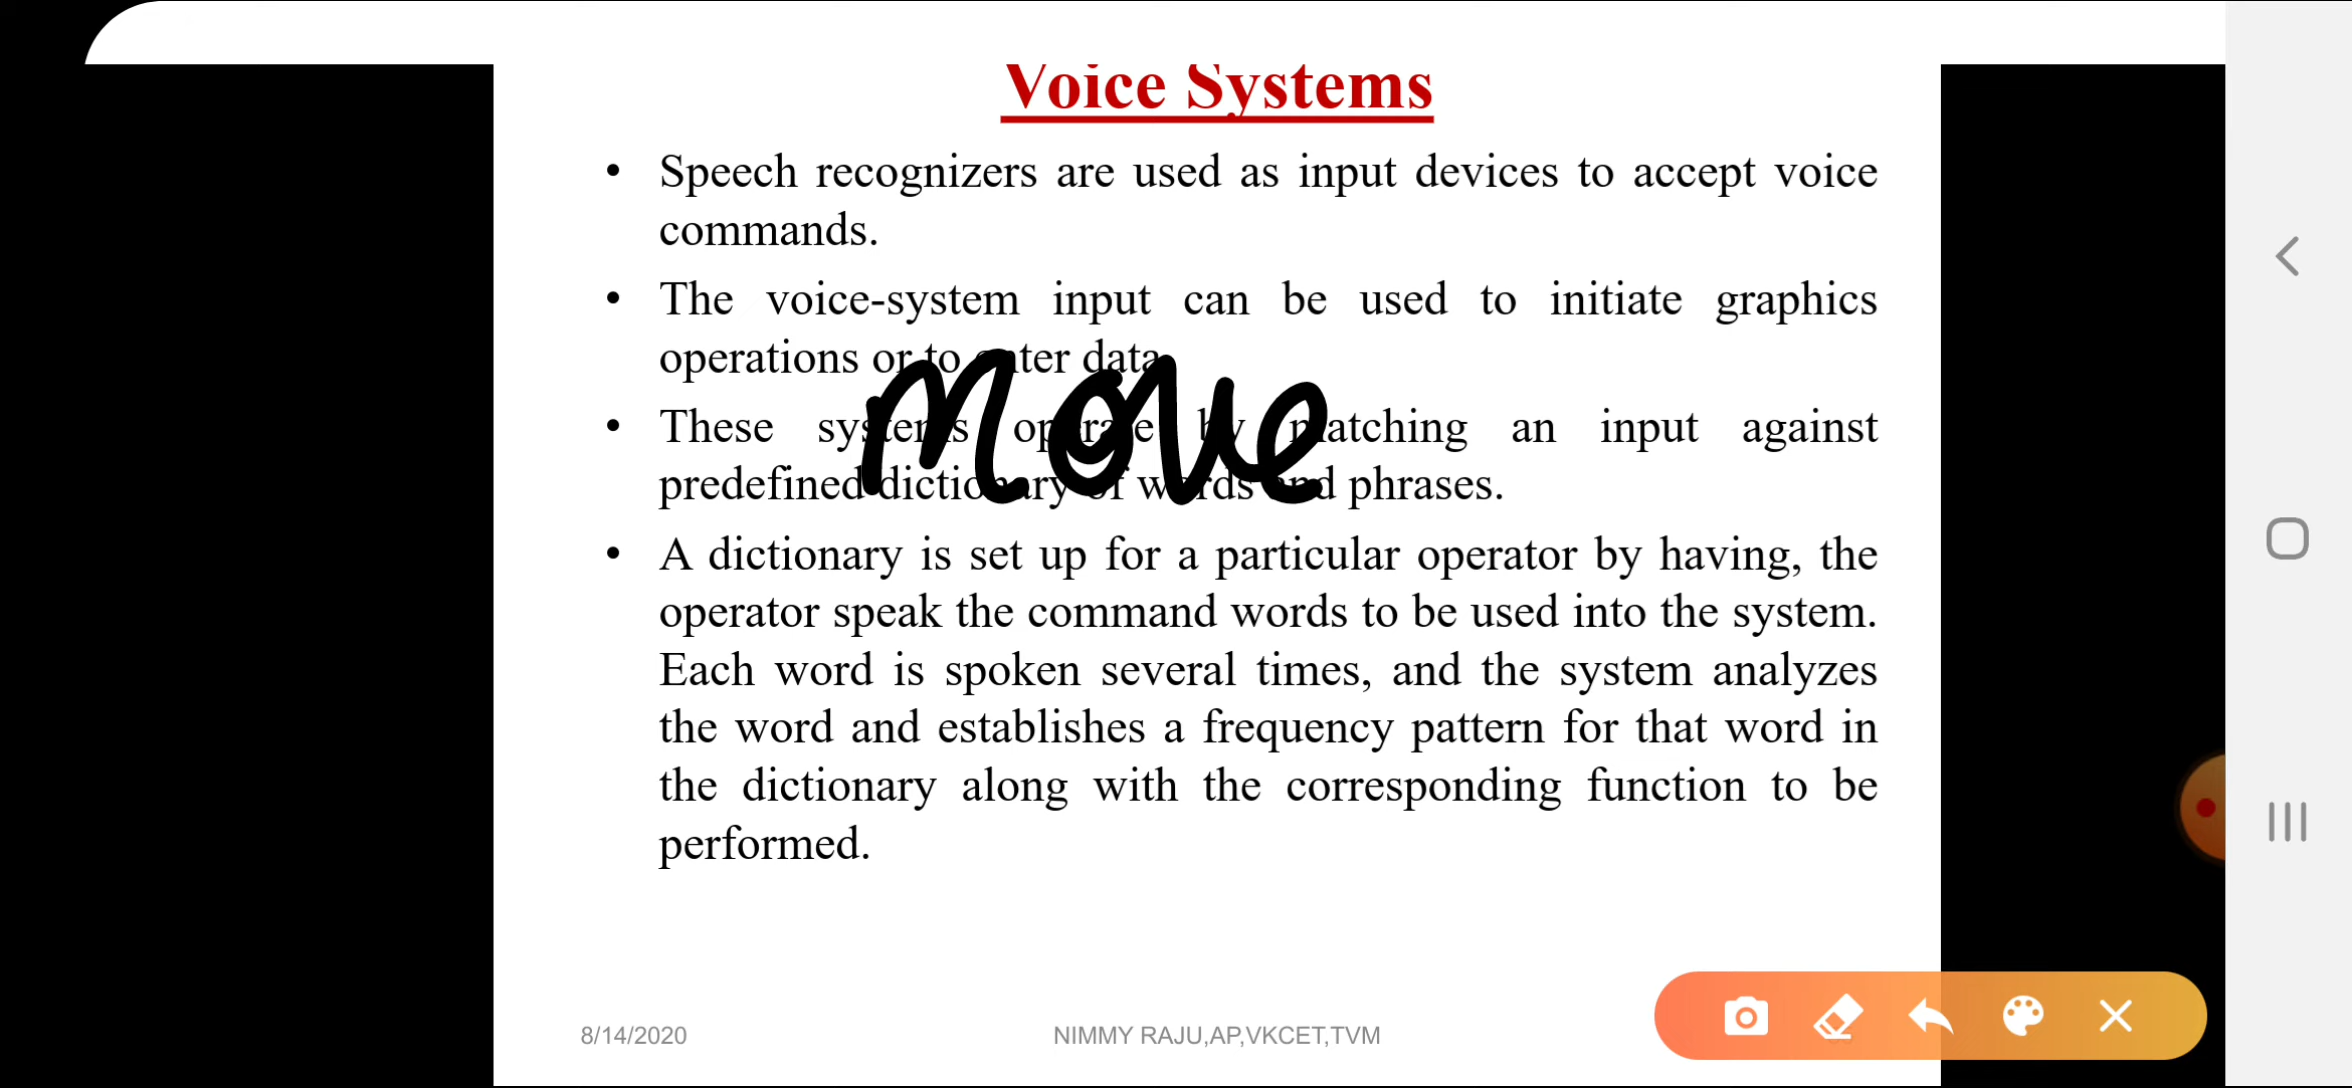 Voice Systems
• Speech recognizers are used as input devices to accept voice
commands.
• The voice-system input can be used to initiate graphics
operations or to enter data
move
• These systems operate by matching an input against
predefined dictionary of words and phrases.
• A dictionary is set up for a particular operator by having, the
operator speak the command words to be used into the system.
Each word is spoken several times, and the system analyzes
the word and establishes a frequency pattern for that word in
the dictionary along with the corresponding function to be
performed.
8/14/2020 NIMMY RAJU,AP,VKCET,TVM